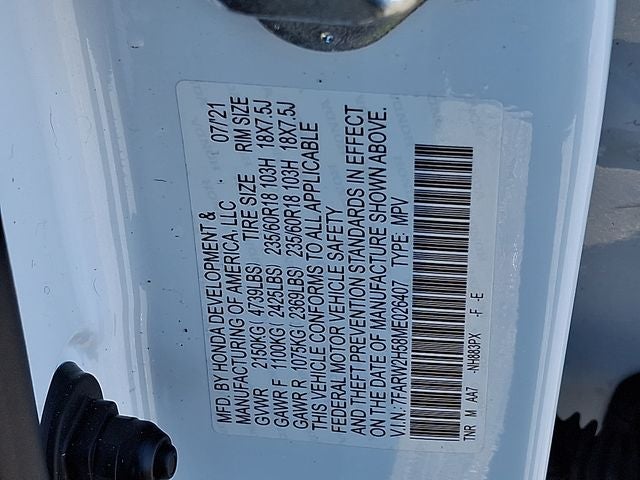 MFD. BY HONDA DEVELOPMENT &
MANUFACTURING OF AMERICA, LLC 07/21
GVWR 2150KG( 4739LBS) TIRE SIZE RIM SIZE
GAWR F 1100KG( 2425LBS) 235/60R18 103H 18X7.5J
GAWR R 1075KG( 2369LBS) 235/60R18 103H 18X7.5J
THIS VEHICLE CONFORMS TO ALL APPLICABLE
FEDERAL MOTOR VEHICLE SAFETY
AND THEFT PREVENTION STANDARDS IN EFFECT
ON THE DATE OF MANUFACTURE SHOWN ABOVE.
V.I.N.: 7FARW2H58ME026407 TYPE: MPV
TNR M AA7 -NH883PX -F -E